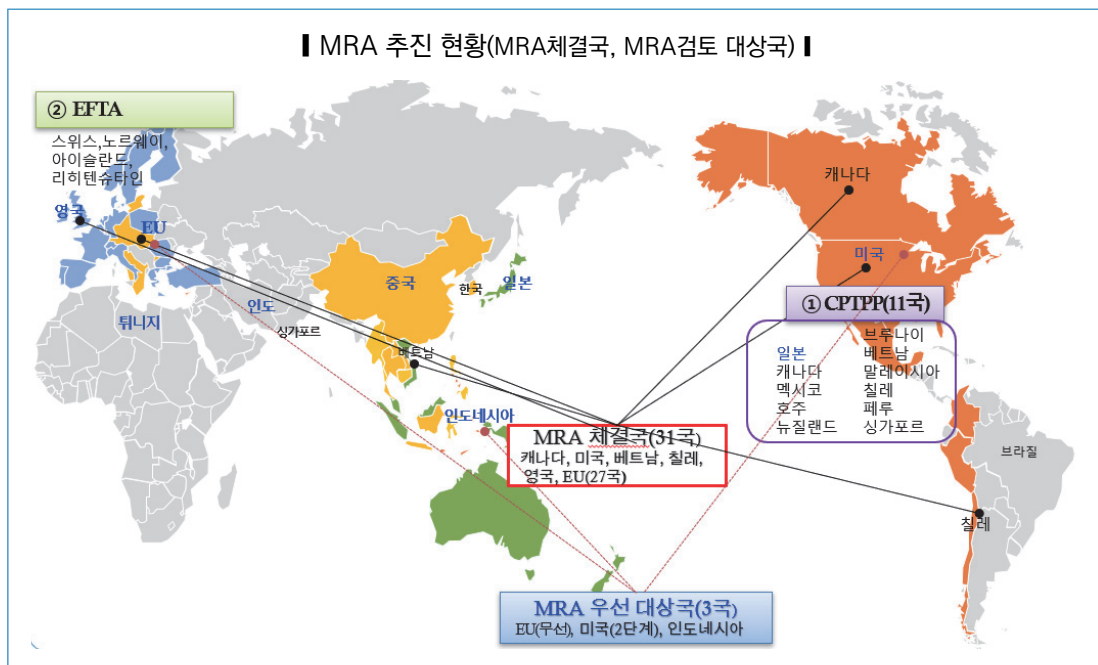 ❙ MRA 추진 현황(MRA체결국, MRA검토 대상국) ❙
② EFTA
스위스,노르웨이,
아이슬란드,
리히텐슈타인
영국
EU
튀니지
인도
싱가포르
중국
한국
일본
베트남
인도네시아
캐나다
미국
① CPTPP(11국)
브루나이
일본 베트남
캐나다 말레이시아
멕시코 칠레
호주 페루
뉴질랜드 싱가포르
브라질
칠레
MRA 체결국(31국)
캐나다, 미국, 베트남, 칠레,
영국, EU(27국)
MRA 우선 대상국(3국)
EU(무선), 미국(2단계), 인도네시아